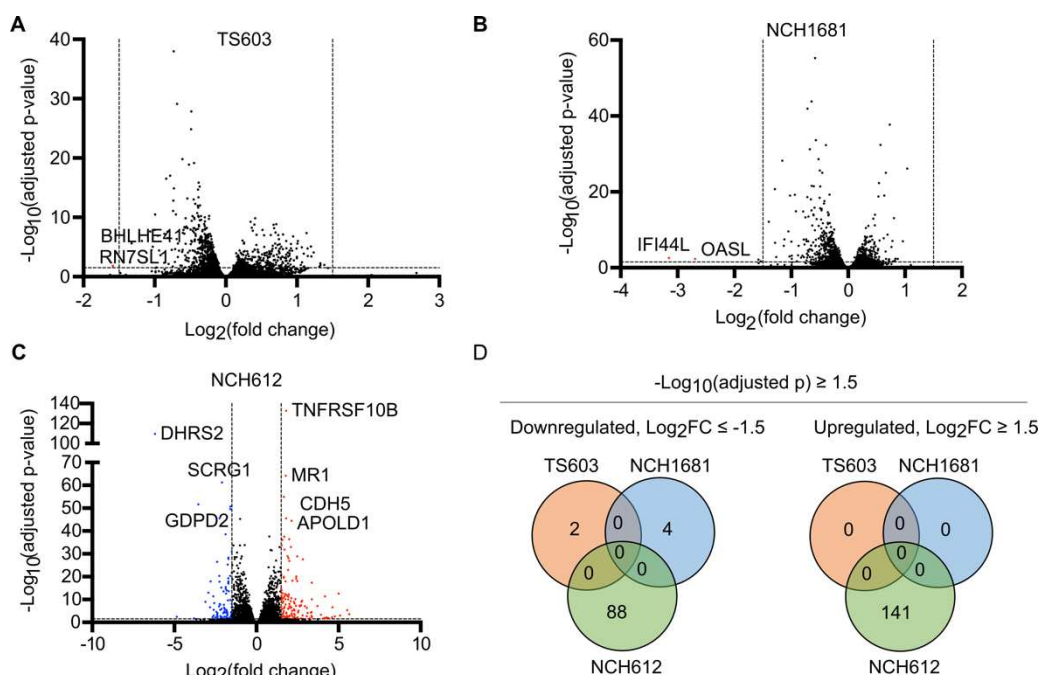 A
TS603
-Log10(adjusted p-value)
40
30
20
10
0
BHLHE41
RN7SL1
-2 -1 0 1 2 3
Log2(fold change)
B
NCH1681
-Log10(adjusted p-value)
60
40
20
0
IFI44L OASL
-4 -3 -2 -1 0 1 2
Log2(fold change)
C
NCH612
-Log10(adjusted p-value)
140
120
100
80
70
60
50
40
30
20
10
0
TNFRSF10B
DHRS2
SCRG1
MR1
CDH5
GDPD2
APOLD1
-10 -5 0 5 10
Log2(fold change)
D
-Log10(adjusted p) ≥ 1.5
Downregulated, Log2FC ≤ -1.5
TS603 NCH1681
2 0 4
0
0 0
88
NCH612
Upregulated, Log2FC ≥ 1.5
TS603 NCH1681
0 0 0
0
0 0
141
NCH612